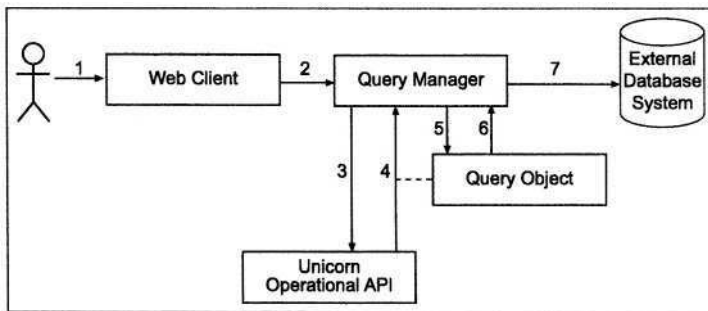 1
Web Client
2
Query Manager
7
External
Database
System
3
4
5
6
Query Object
Unicorn
Operational API